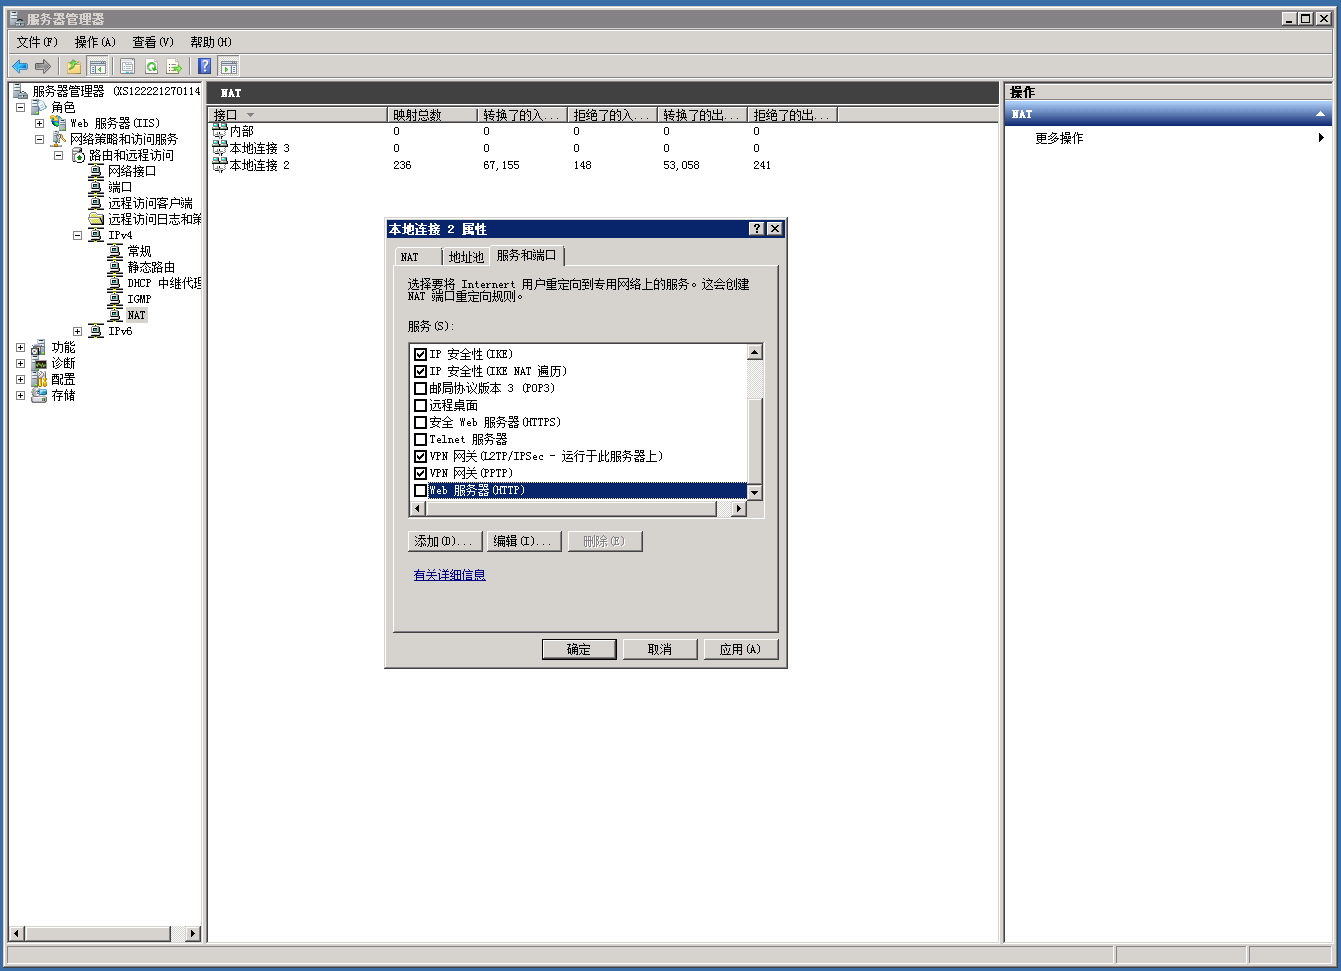 服务器管理器
文件(F) 操作(A) 查看(V) 帮助(H)
服务器管理器 (XS122221270114
角色
Web 服务器(IIS)
网络策略和访问服务
路由和远程访问
网络接口
端口
远程访问客户端
远程访问日志和策
IPv4
常规
静态路由
DHCP 中继代理
IGMP
NAT
IPv6
功能
诊断
配置
存储
NAT
接口 映射总数 转换了的入... 拒绝了的入... 转换了的出... 拒绝了的出...
内部 0 0 0 0 0
本地连接 3 0 0 0 0 0
本地连接 2 236 67,155 148 53,058 241
本地连接 2 属性
NAT 地址池 服务和端口
选择要将 Internert 用户重定向到专用网络上的服务。这会创建
NAT 端口重定向规则。
服务(S):
IP 安全性(IKE)
IP 安全性(IKE NAT 遍历)
邮局协议版本 3 (POP3)
远程桌面
安全 Web 服务器(HTTPS)
Telnet 服务器
VPN 网关(L2TP/IPSec - 运行于此服务器上)
VPN 网关(PPTP)
Web 服务器(HTTP)
添加(D)... 编辑(I)... 删除(E)
有关详细信息
确定 取消 应用(A)
操作
NAT
更多操作